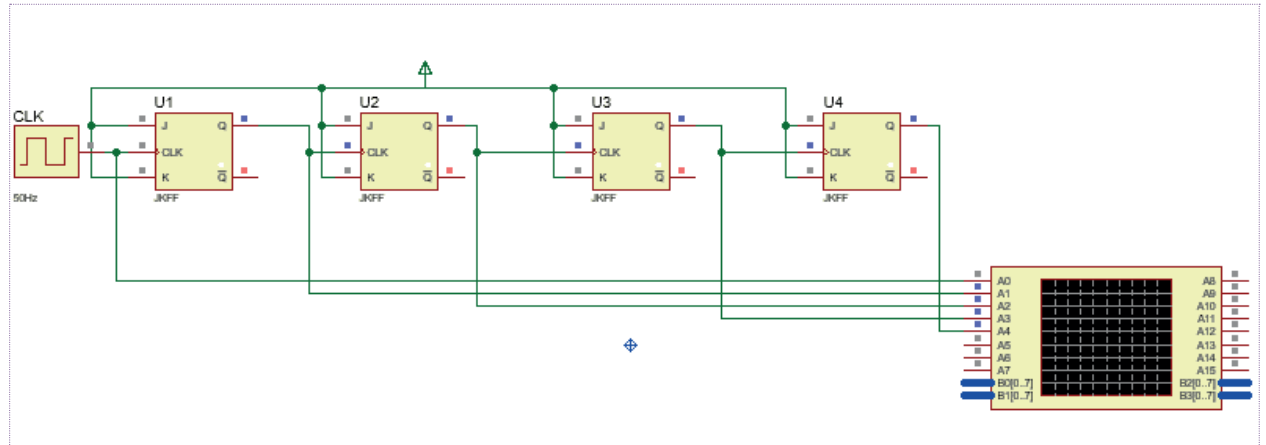 CLK
50Hz
U1
J
Q
CLK
K
Q
JKFF
U2
J
Q
CLK
K
Q
JKFF
U3
J
Q
CLK
K
Q
JKFF
U4
J
Q
CLK
K
Q
JKFF
A0 A8
A1 A9
A2 A10
A3 A11
A4 A12
A5 A13
A6 A14
A7 A15
B0[0..7] B2[0..7]
B1[0..7] B3[0..7]